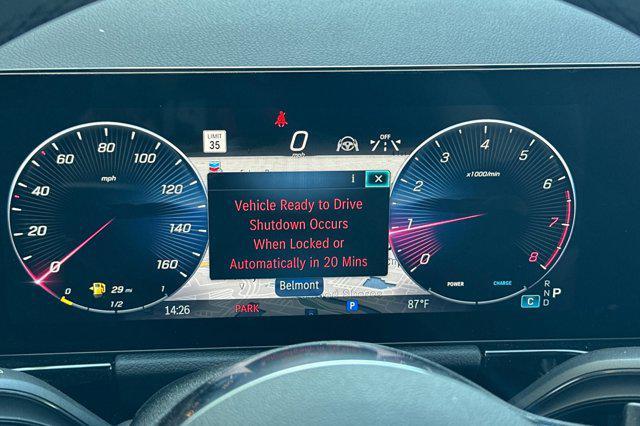 LIMIT
35
0
mph
OFF
0 20 40 60 80 100 120 140 160
mph
0 1/2 1
29 mi
i X
Vehicle Ready to Drive
Shutdown Occurs
When Locked or
Automatically in 20 Mins
Belmont
0 1 2 3 4 5 6 7 8
x1000/min
POWER CHARGE
14:26
PARK
P
87°F
C
R
N P
D